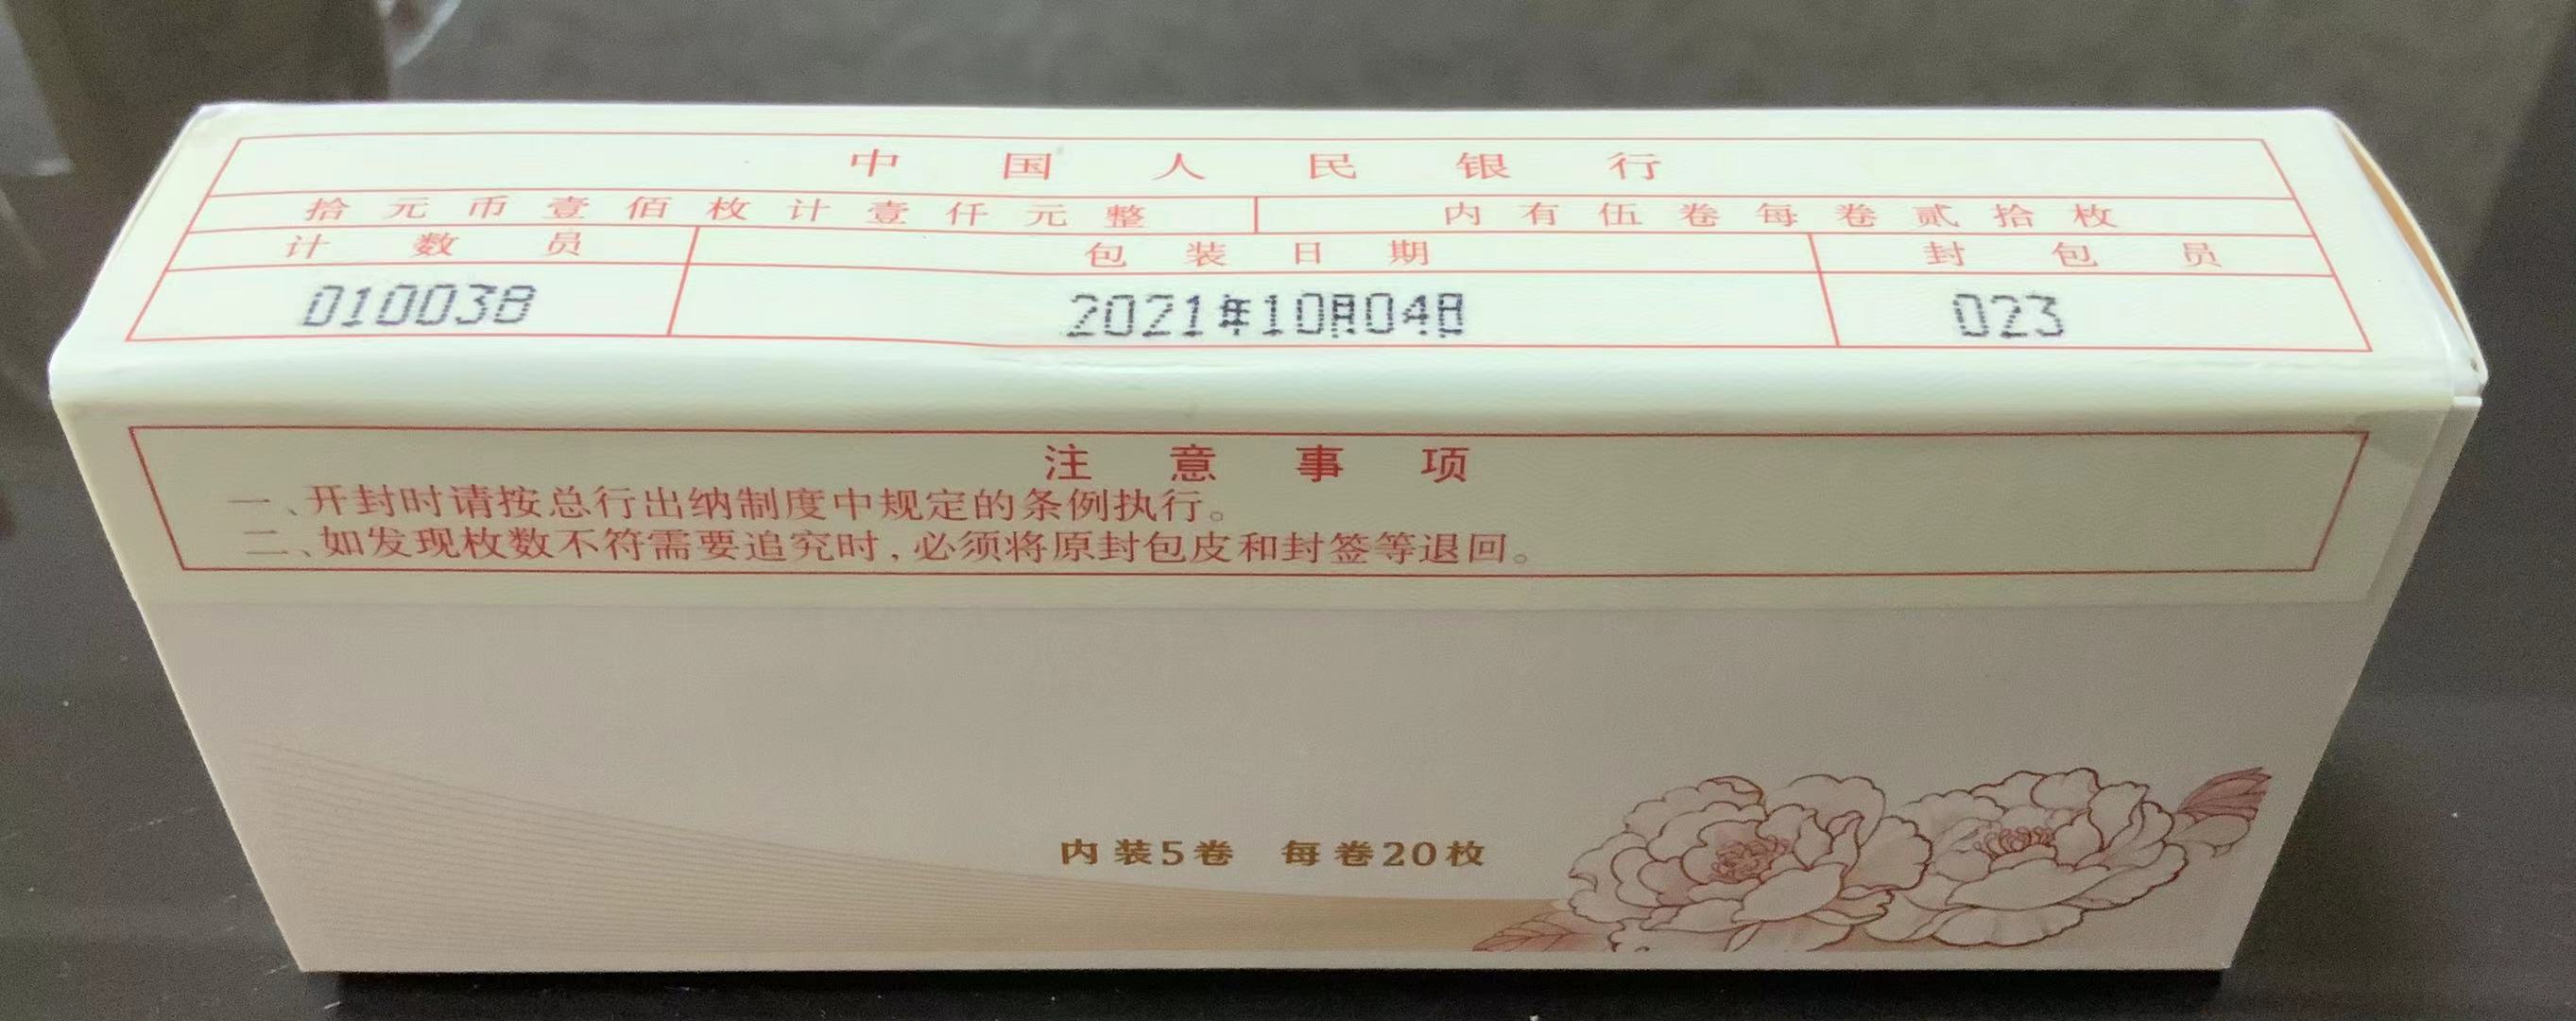 中国人民银行
拾元币壹佰枚计壹仟元整 内有伍卷每卷贰拾枚
计数员 包装日期 封包员
010038 2021年10月04日 023
注意事项
一、开封时请按总行出纳制度中规定的条例执行。
二、如发现枚数不符需要追究时，必须将原封包皮和封签等退回。
内装5卷 每卷20枚